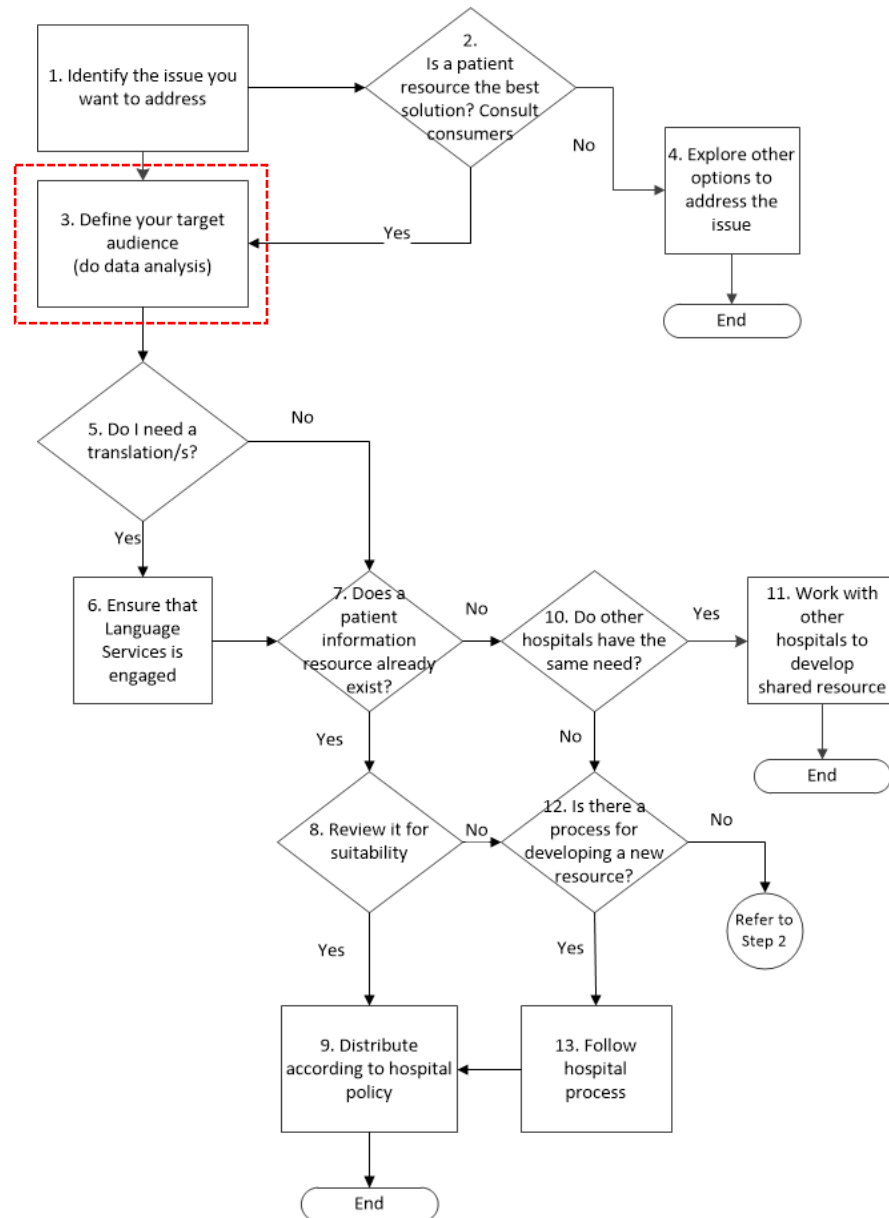 1. Identify the issue you
want to address
2.
Is a patient
resource the best
solution? Consult
consumers
No
4. Explore other
options to
address the
issue
End
Yes
3. Define your target
audience
(do data analysis)
5. Do I need a
translation/s?
No
Yes
6. Ensure that
Language
Services is
engaged
7. Does a
patient
information
resource already
exist?
No
10. Do other
hospitals have the
same need?
Yes
11. Work with
other
hospitals to
develop
shared resource
End
Yes
No
8. Review it for
suitability
No
12. Is there a
process for
developing a new
resource?
No
Refer to
Step 2
Yes
Yes
9. Distribute
according to hospital
policy
13. Follow
hospital
process
End